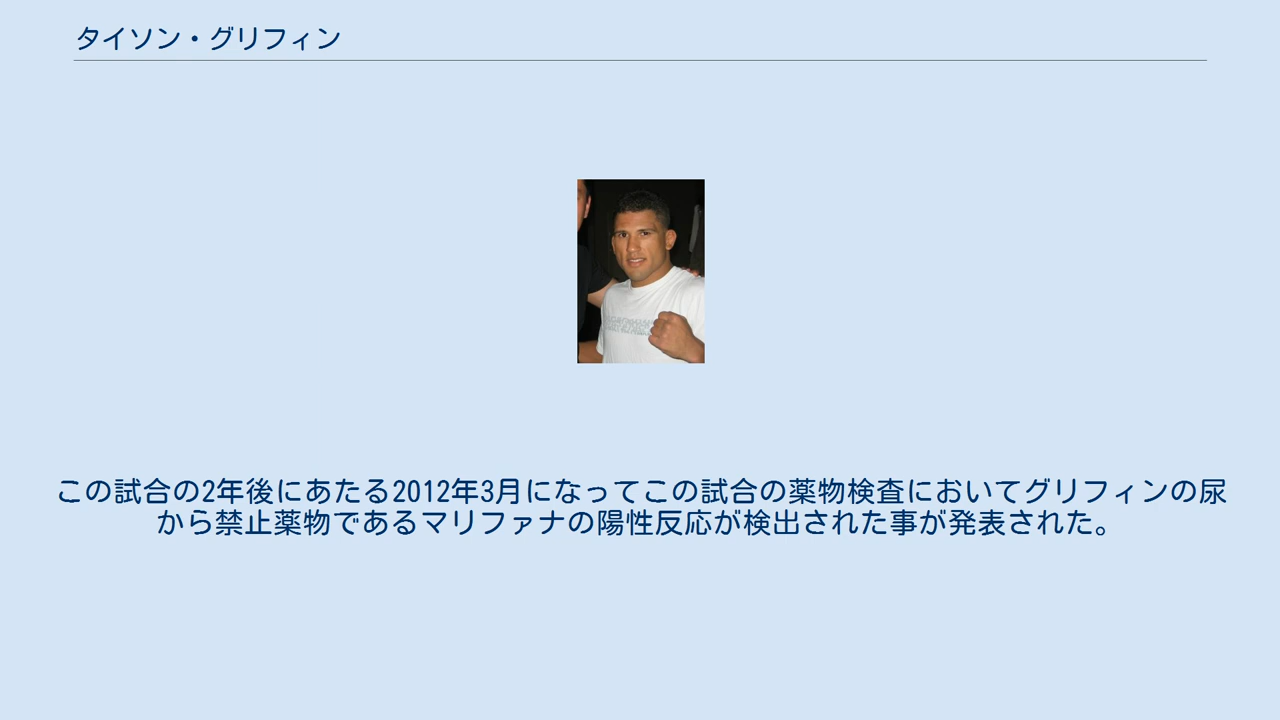 タイソン・グリフィン
この試合の2年後にあたる2012年3月になってこの試合の薬物検査においてグリフィンの尿
から禁止薬物であるマリファナの陽性反応が検出された事が発表された。